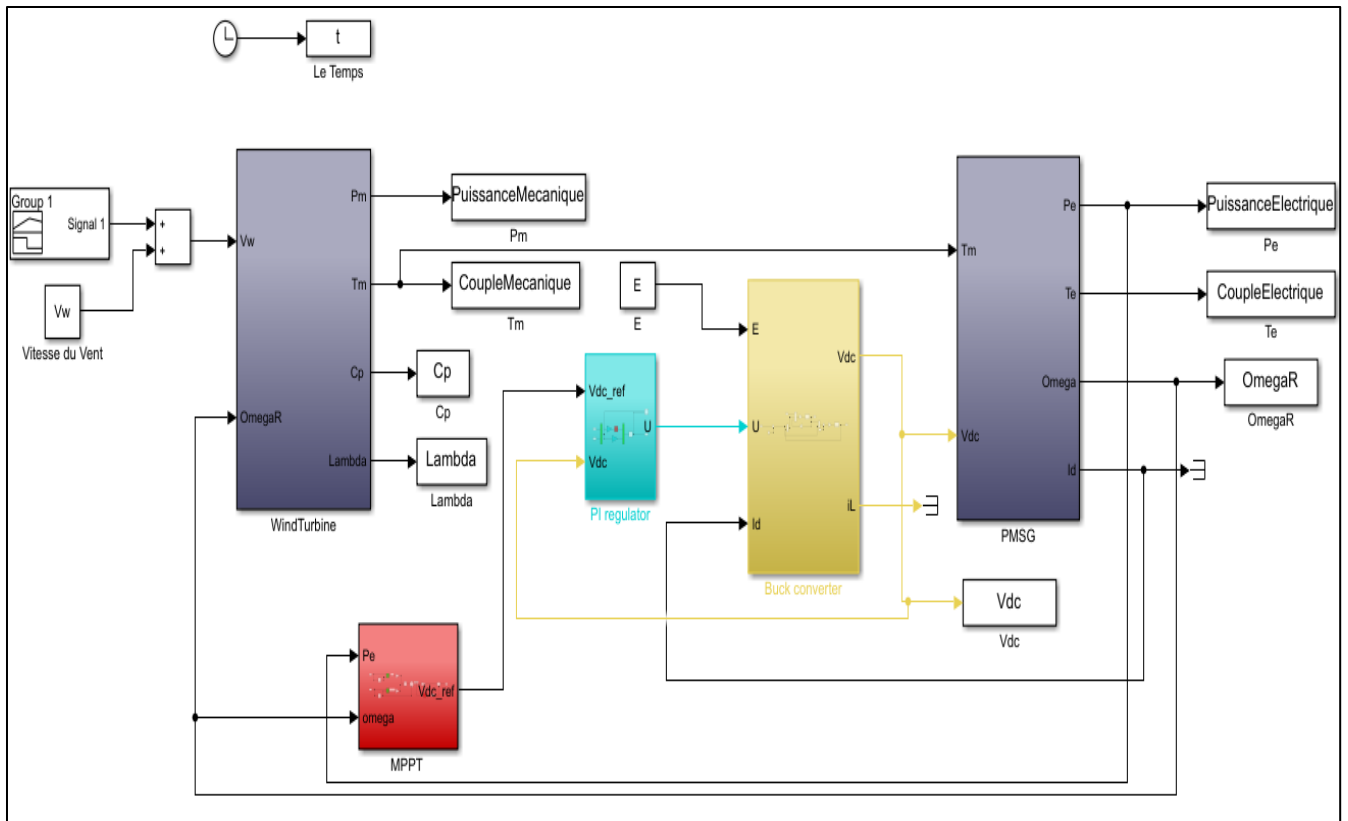 t
Le Temps
Group 1
Signal 1
+
+
Vw
Vitesse du Vent
Vw
OmegaR
Pm
Tm
Cp
Lambda
WindTurbine
PuissanceMecanique
Pm
CoupleMecanique
Tm
Cp
Cp
Lambda
Lambda
E
E
Vdc_ref
Vdc
U
PI regulator
E
U
Id
Vdc
iL
Buck converter
Tm
Vdc
Pe
Te
Omega
Id
PMSG
PuissanceElectrique
Pe
CoupleElectrique
Te
OmegaR
OmegaR
Vdc
Vdc
Pe
omega
Vdc_ref
MPPT